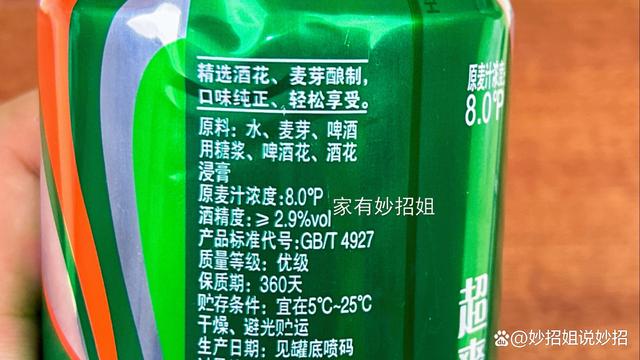 精选酒花、麦芽酿制,
口味纯正、轻松享受。
原料：水、麦芽、啤酒
用糖浆、啤酒花、酒花
浸膏
原麦汁浓度:8.0°P
酒精度:≥2.9%vol
产品标准代号:GB/T 4927
质量等级：优级
保质期：360天
贮存条件：宜在5℃~25℃
干燥、避光贮运
生产日期：见罐底喷码
原麦汁浓度
8.0°P
超
爽
家有妙招姐
@妙招姐说妙招